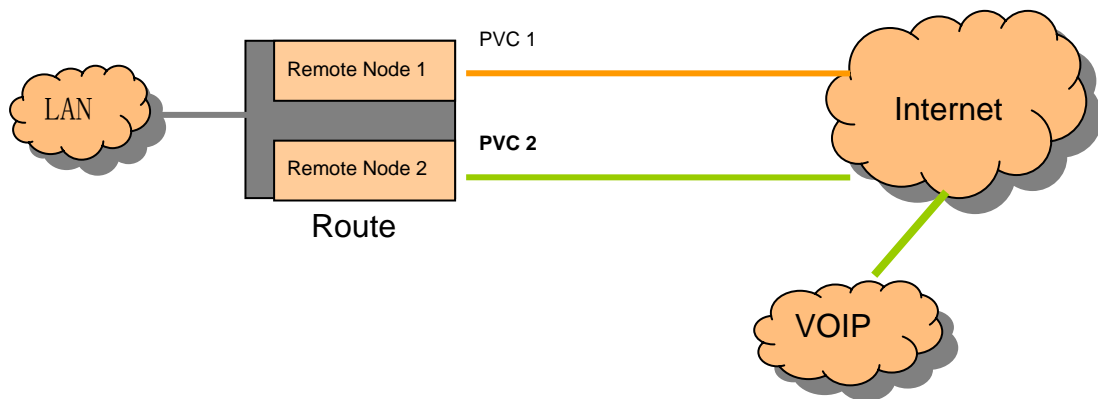 PVC 1
Remote Node 1
LAN
Internet
PVC 2
Remote Node 2
Route
VOIP